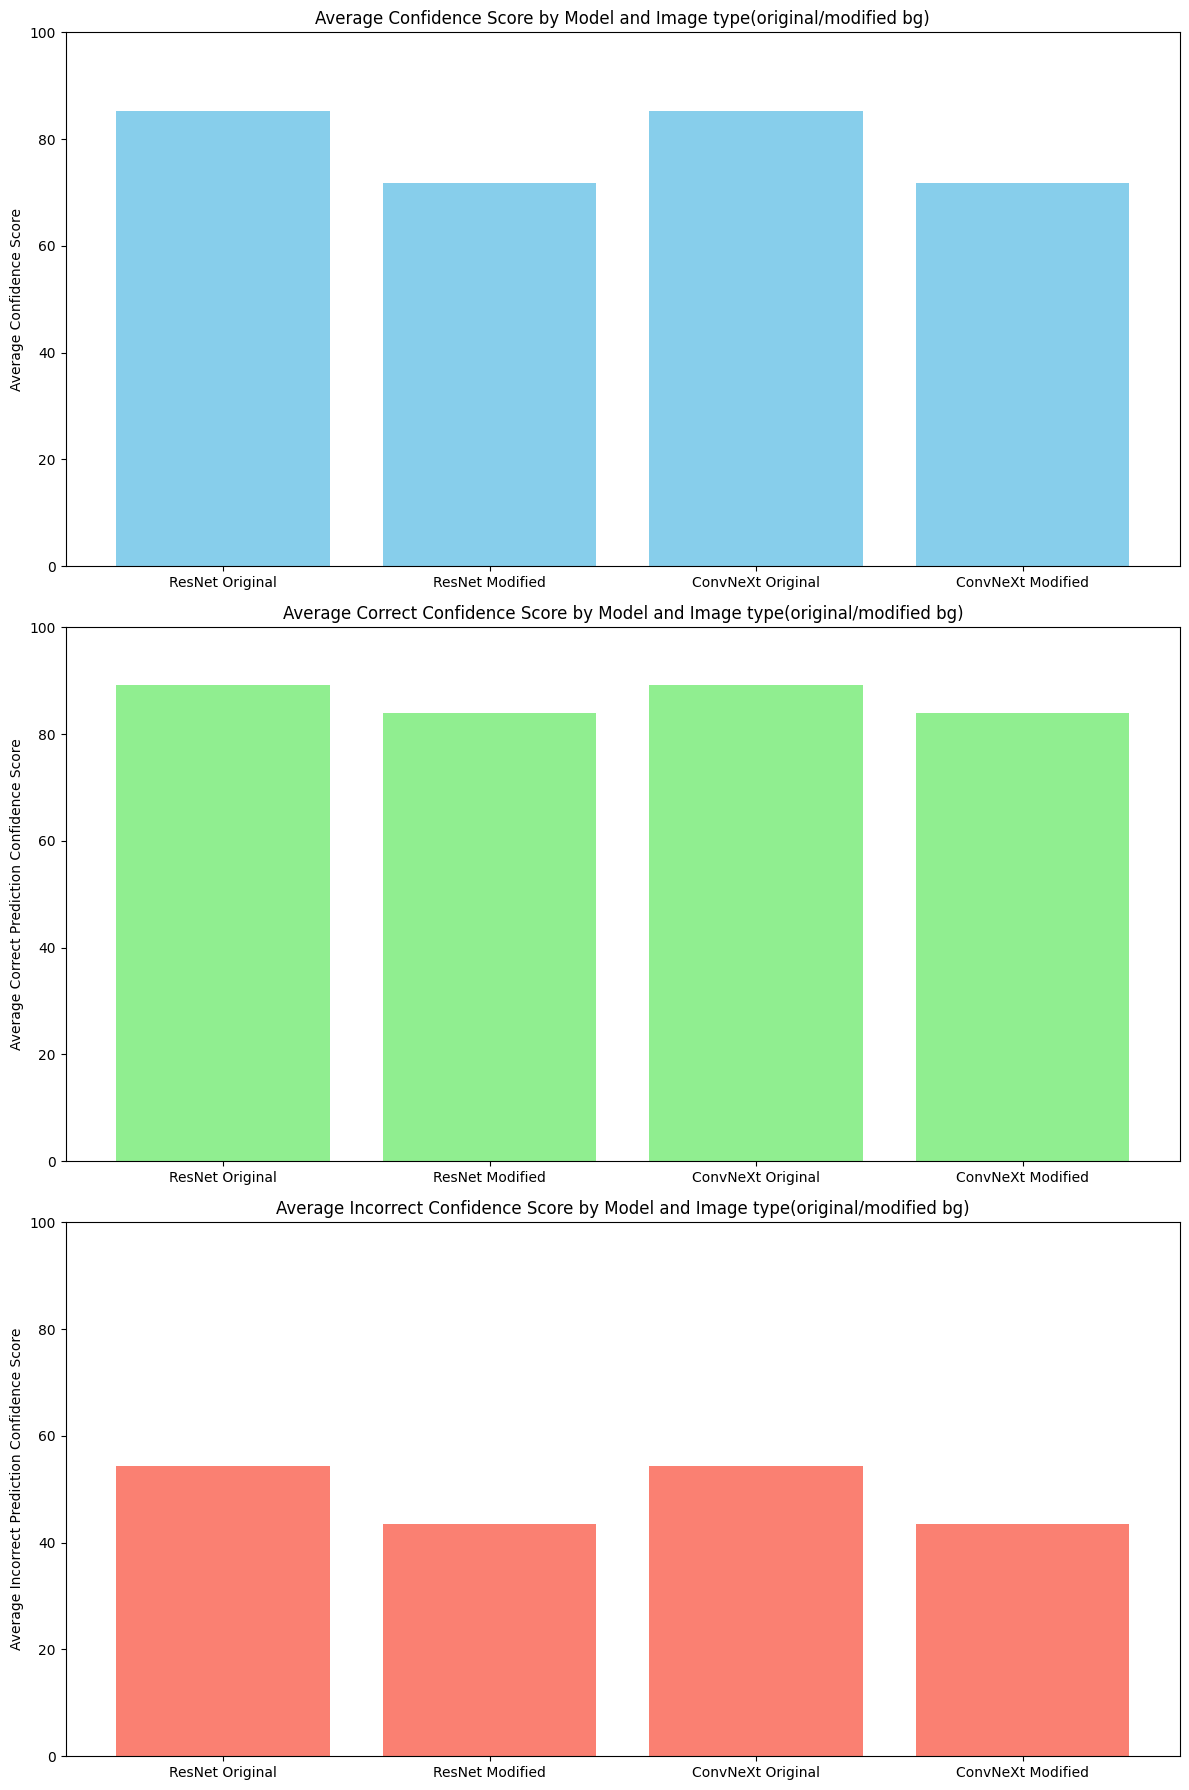 Average Confidence Score by Model and Image type(original/modified bg)
Average Confidence Score
100
80
60
40
20
0
ResNet Original ResNet Modified ConvNeXt Original ConvNeXt Modified
Average Correct Confidence Score by Model and Image type(original/modified bg)
Average Correct Prediction Confidence Score
100
80
60
40
20
0
ResNet Original ResNet Modified ConvNeXt Original ConvNeXt Modified
Average Incorrect Confidence Score by Model and Image type(original/modified bg)
Average Incorrect Prediction Confidence Score
100
80
60
40
20
0
ResNet Original ResNet Modified ConvNeXt Original ConvNeXt Modified